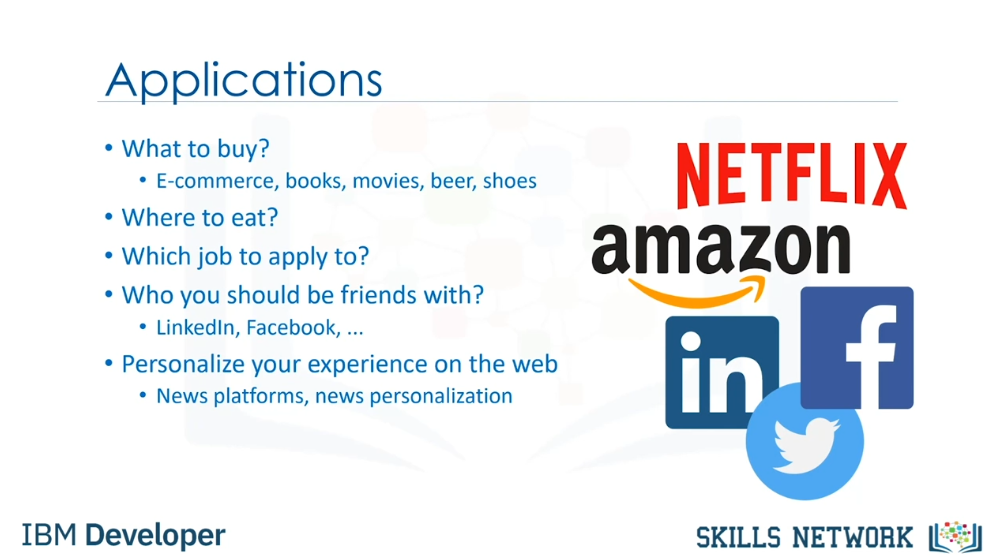 Applications
• What to buy?
• E-commerce, books, movies, beer, shoes
• Where to eat?
• Which job to apply to?
• Who you should be friends with?
• LinkedIn, Facebook, ...
• Personalize your experience on the web
• News platforms, news personalization
NETFLIX
amazon
in
f
IBM Developer
SKILLS NETWORK